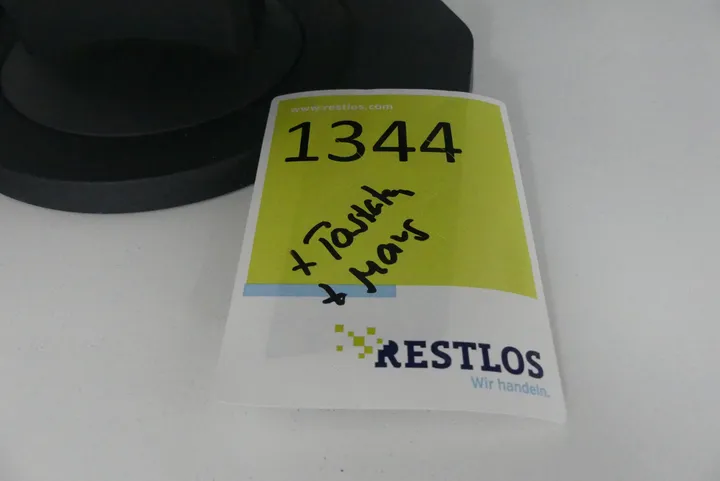 www.restlos.com
1344
+ Tastatur
+ Maus
RESTLOS
Wir handeln.